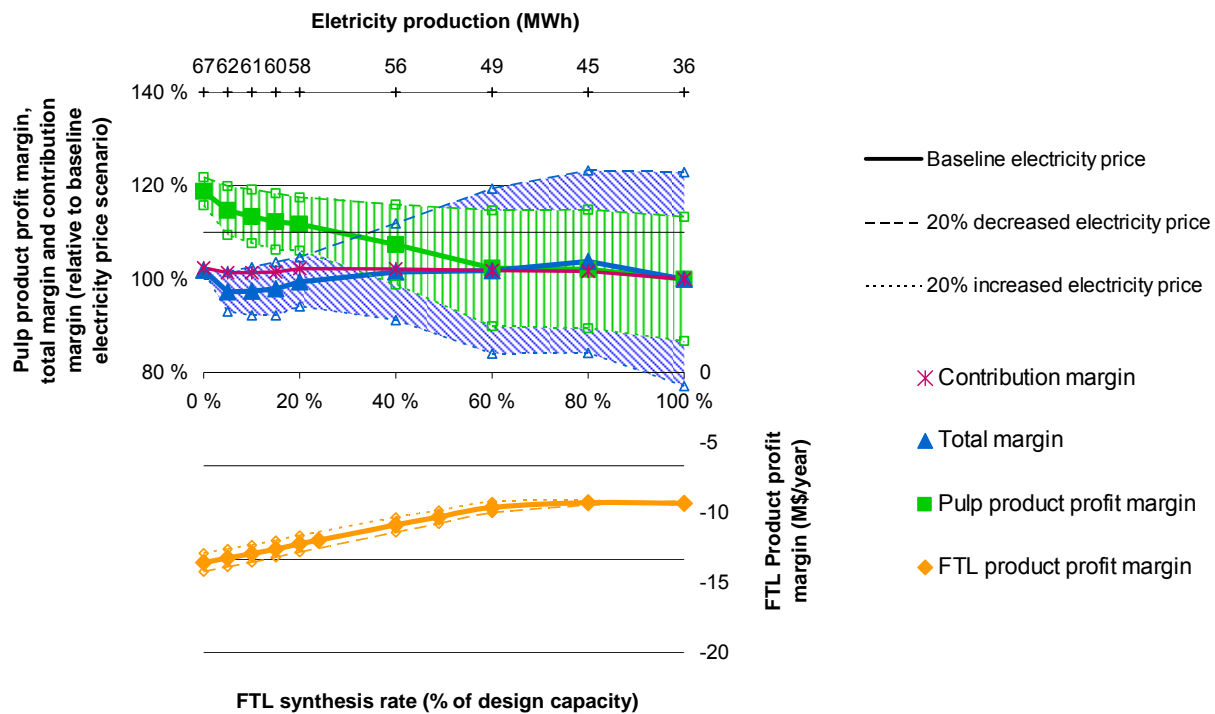 Eletricity production (MWh)
67 62 61 60 58 56 49 45 36
Pulp product profit margin,
total margin and contribution
margin (relative to baseline
electricity price scenario)
140 %
120 %
100 %
80 %
0
0 % 20 % 40 % 60 % 80 % 100 %
-5
-10
-15
-20
FTL Product profit
margin (M$/year)
FTL synthesis rate (% of design capacity)
Baseline electricity price
20% decreased electricity price
20% increased electricity price
Contribution margin
Total margin
Pulp product profit margin
FTL product profit margin